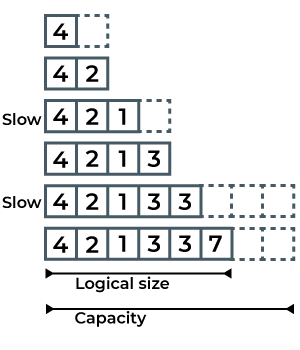 4
4 2
Slow 4 2 1
4 2 1 3
Slow 4 2 1 3 3
4 2 1 3 3 7
Logical size
Capacity